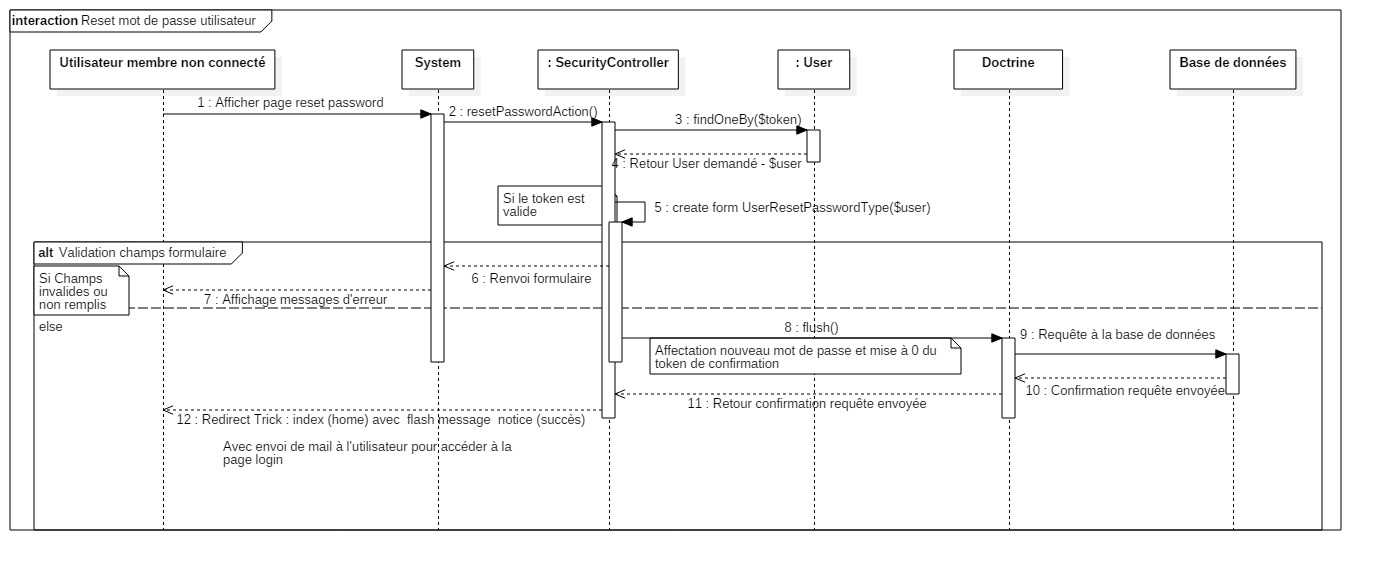 interaction Reset mot de passe utilisateur
Utilisateur membre non connecté
System
: SecurityController
: User
Doctrine
Base de données
1 : Afficher page reset password
2 : resetPasswordAction()
3 : findOneBy($token)
4 : Retour User demandé - $user
Si le token est
valide
5 : create form UserResetPasswordType($user)
alt Validation champs formulaire
Si Champs
invalides ou
non remplis
6 : Renvoi formulaire
7 : Affichage messages d'erreur
else
8 : flush()
9 : Requête à la base de données
Affectation nouveau mot de passe et mise à 0 du
token de confirmation
10 : Confirmation requête envoyée
11 : Retour confirmation requête envoyée
12 : Redirect Trick : index (home) avec  flash message  notice (succès)
Avec envoi de mail à l'utilisateur pour accéder à la
page login